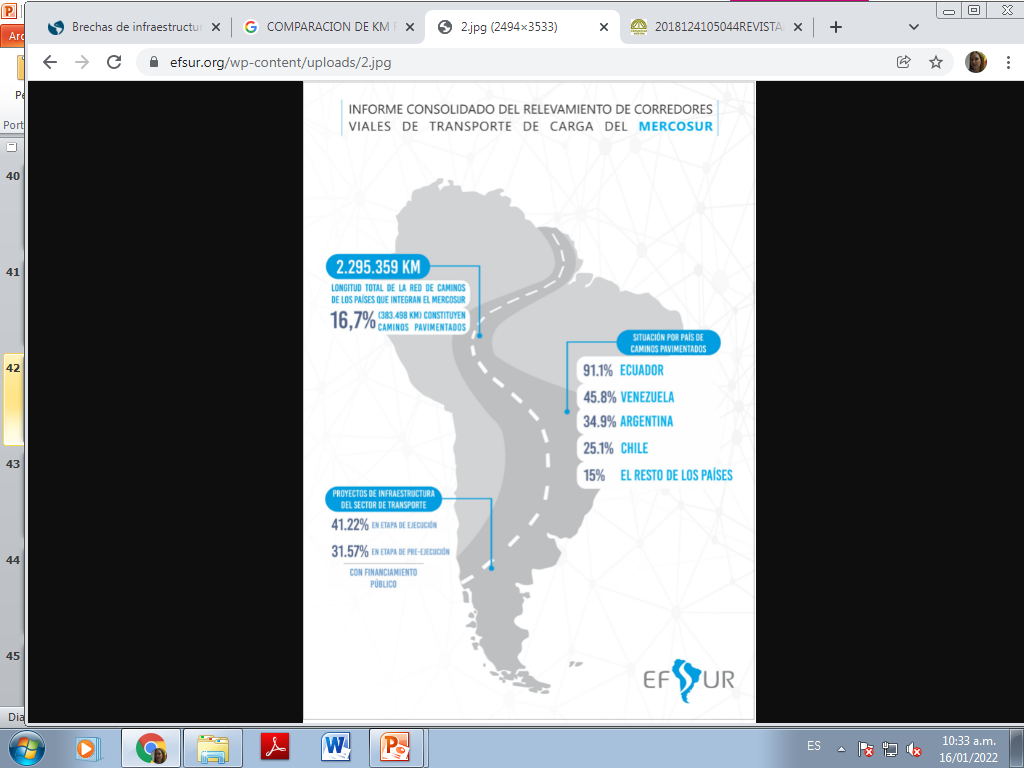 Brechas de infraestructur
COMPARACION DE KM
2.jpg (2494×3533)
2018124105044REVISTA
efsur.org/wp-content/uploads/2.jpg
Port
40
41
42
43
44
45
INFORME CONSOLIDADO DEL RELEVAMIENTO DE CORREDORES
VIALES DE TRANSPORTE DE CARGA DEL MERCOSUR
2.295.359 KM
LONGITUD TOTAL DE LA RED DE CAMINOS
DE LOS PAÍSES QUE INTEGRAN EL MERCOSUR
16,7% (383.498 KM) CONSTITUYEN
CAMINOS PAVIMENTADOS
SITUACIÓN POR PAÍS DE
CAMINOS PAVIMENTADOS
91.1% ECUADOR
45.8% VENEZUELA
34.9% ARGENTINA
25.1% CHILE
15% EL RESTO DE LOS PAÍSES
PROYECTOS DE INFRAESTRUCTURA
DEL SECTOR DE TRANSPORTE
41.22% EN ETAPA DE EJECUCIÓN
31.57% EN ETAPA DE PRE-EJECUCIÓN
CON FINANCIAMIENTO
PÚBLICO
EFSUR
Dia
ES
10:33 a.m.
16/01/2022